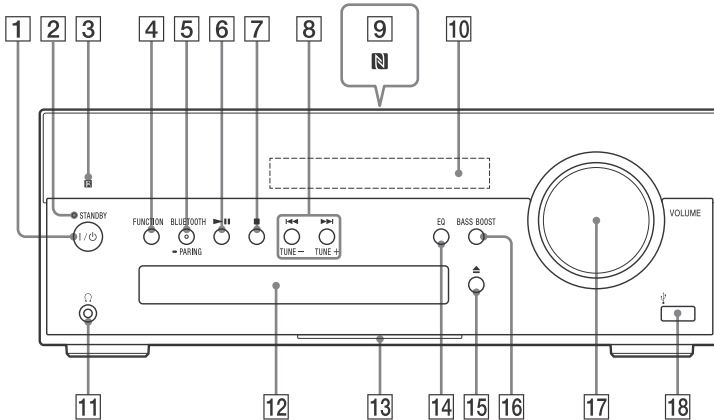 1 2 3 4 5 6 7 8 9 10
STANDBY
I/⏻
FUNCTION BLUETOOTH
PARING
TUNE − TUNE +
EQ BASS BOOST
VOLUME
11 12 13 14 15 16 17 18